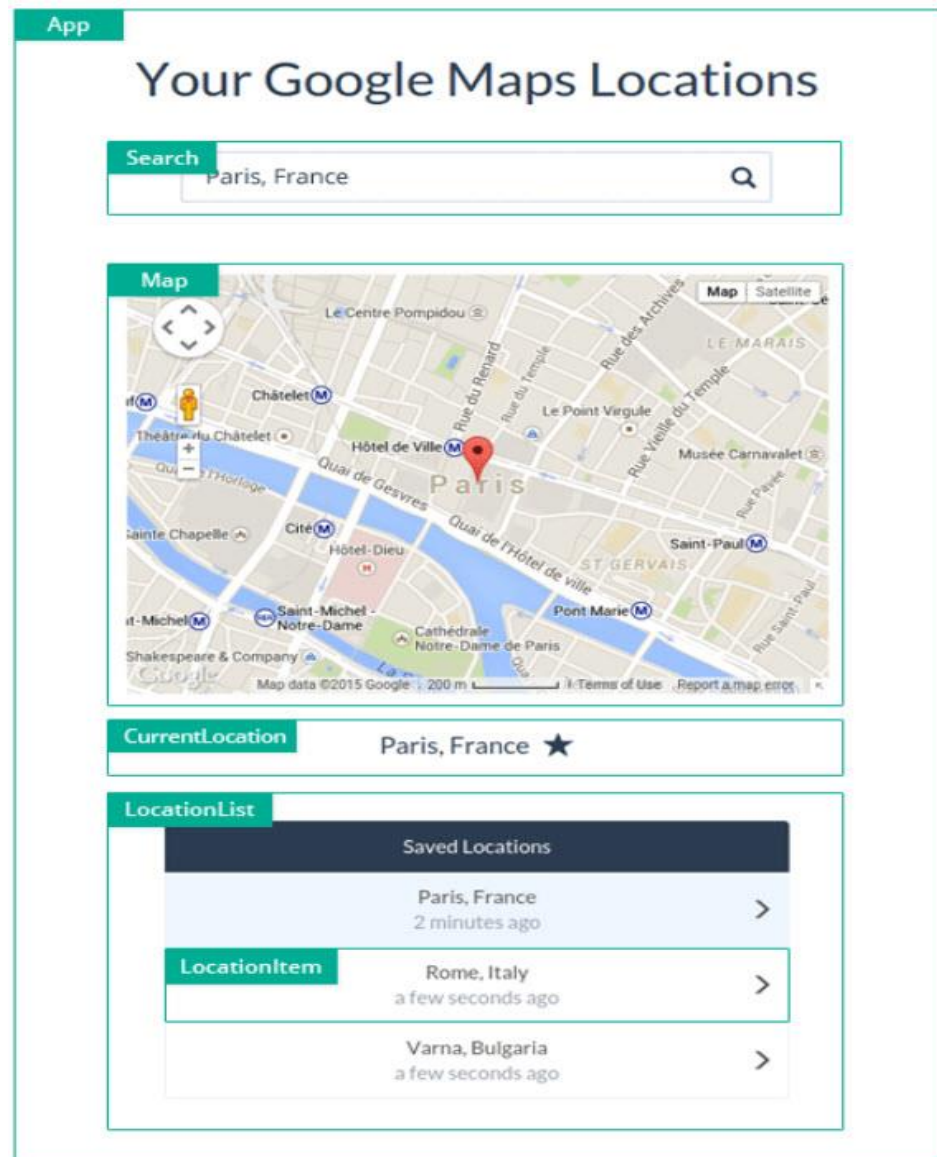 App
Your Google Maps Locations
Search
Paris, France
Map
Map Satellite
Le Centre Pompidou
Rue des Archives
LE MARAIS
Rue du Renard
Rue du Temple
Rue Vieille du Temple
Châtelet
Le Point Virgule
Théâtre du Châtelet
Hôtel de Ville
Musée Carnavalet
Quai de Gesvres
Paris
Rue Pavée
Sainte Chapelle
Cité
Hôtel-Dieu
Quai de l'Hôtel de ville
Saint-Paul
ST GERVAIS
Saint-Michel -
Notre-Dame
Pont Marie
Rue Saint-Paul
Cathédrale
Notre-Dame de Paris
Shakespeare & Company
Google
Map data ©2015 Google
200 m
Terms of Use
Report a map error
CurrentLocation
Paris, France
LocationList
Saved Locations
Paris, France
2 minutes ago
LocationItem
Rome, Italy
a few seconds ago
Varna, Bulgaria
a few seconds ago